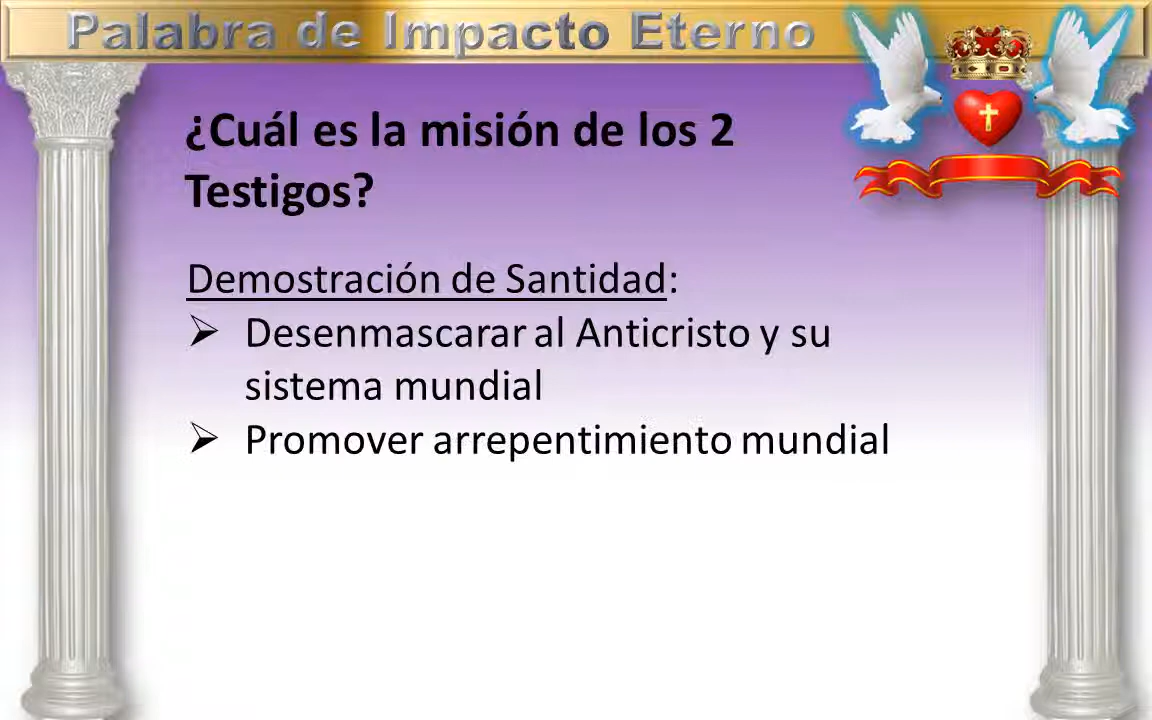 Palabra de Impacto Eterno
¿Cuál es la misión de los 2
Testigos?
Demostración de Santidad:
➢ Desenmascarar al Anticristo y su
sistema mundial
➢ Promover arrepentimiento mundial